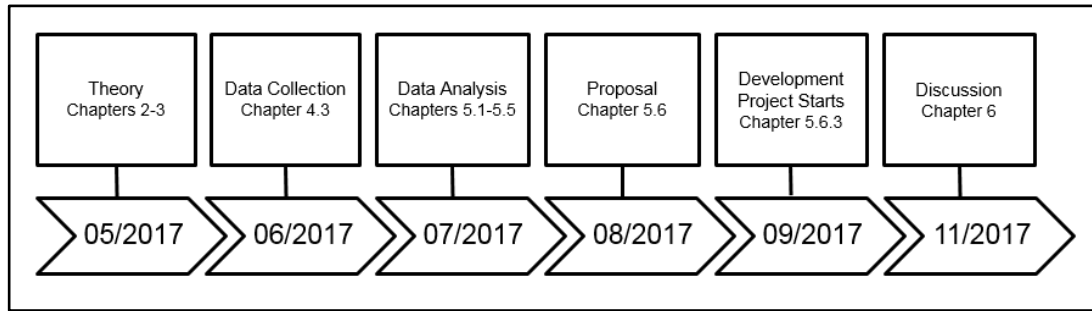 Theory
Chapters 2-3
Data Collection
Chapter 4.3
Data Analysis
Chapters 5.1-5.5
Proposal
Chapter 5.6
Development
Project Starts
Chapter 5.6.3
Discussion
Chapter 6
05/2017
06/2017
07/2017
08/2017
09/2017
11/2017